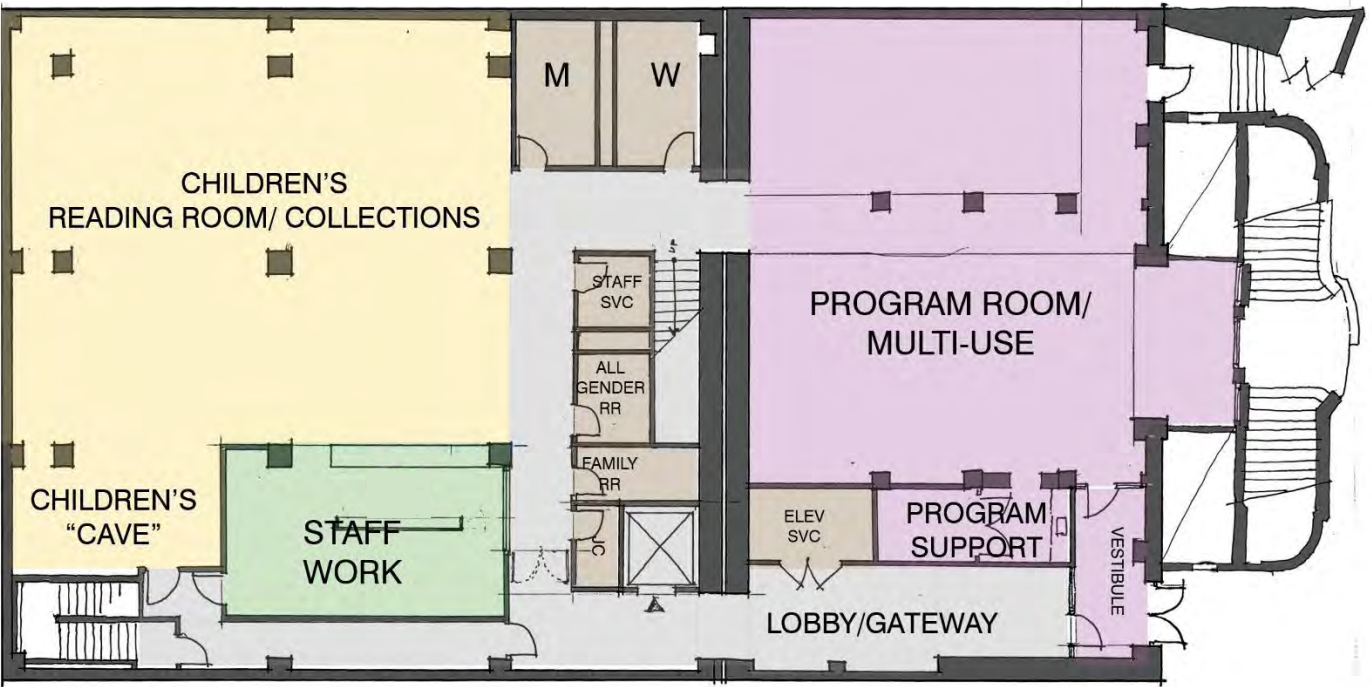 M
W
CHILDREN'S
READING ROOM/ COLLECTIONS
STAFF
SVC
PROGRAM ROOM/
MULTI-USE
ALL
GENDER
RR
FAMILY
RR
CHILDREN'S
"CAVE"
STAFF
WORK
JC
ELEV
SVC
PROGRAM
SUPPORT
VESTIBULE
LOBBY/GATEWAY